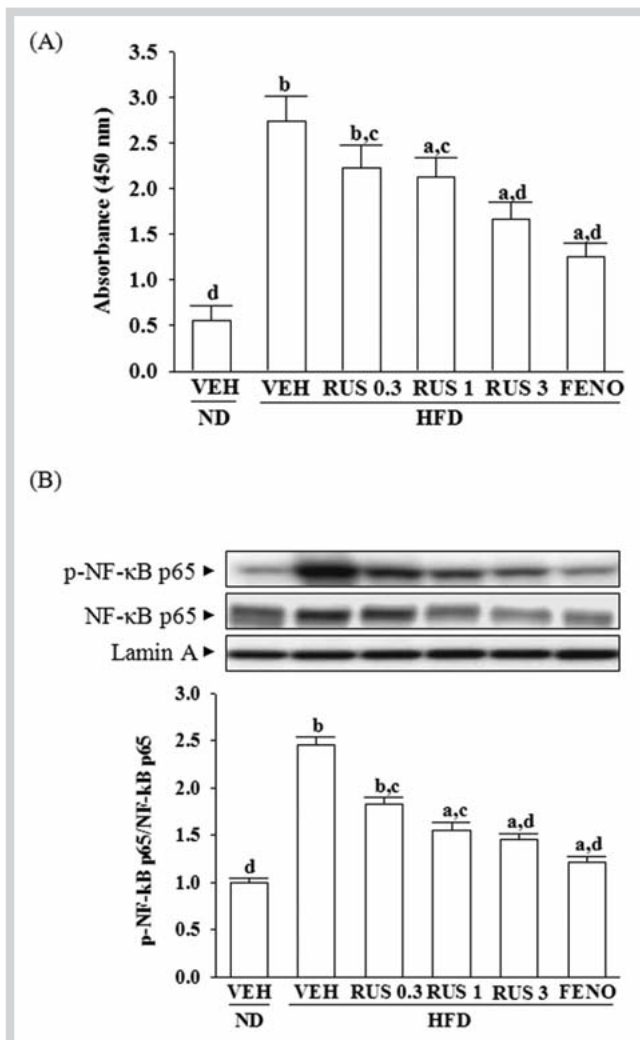 (A)
Absorbance (450 nm)
3.5
3.0
2.5
2.0
1.5
1.0
0.5
0.0
d
b
b,c
a,c
a,d
a,d
VEH VEH RUS 0.3 RUS 1 RUS 3 FENO
ND HFD
(B)
p-NF-κB p65 ►
NF-κB p65 ►
Lamin A ►
p-NF-kB p65/NF-kB p65
3.0
2.5
2.0
1.5
1.0
0.5
0.0
d
b
b,c
a,c
a,d
a,d
VEH VEH RUS 0.3 RUS 1 RUS 3 FENO
ND HFD